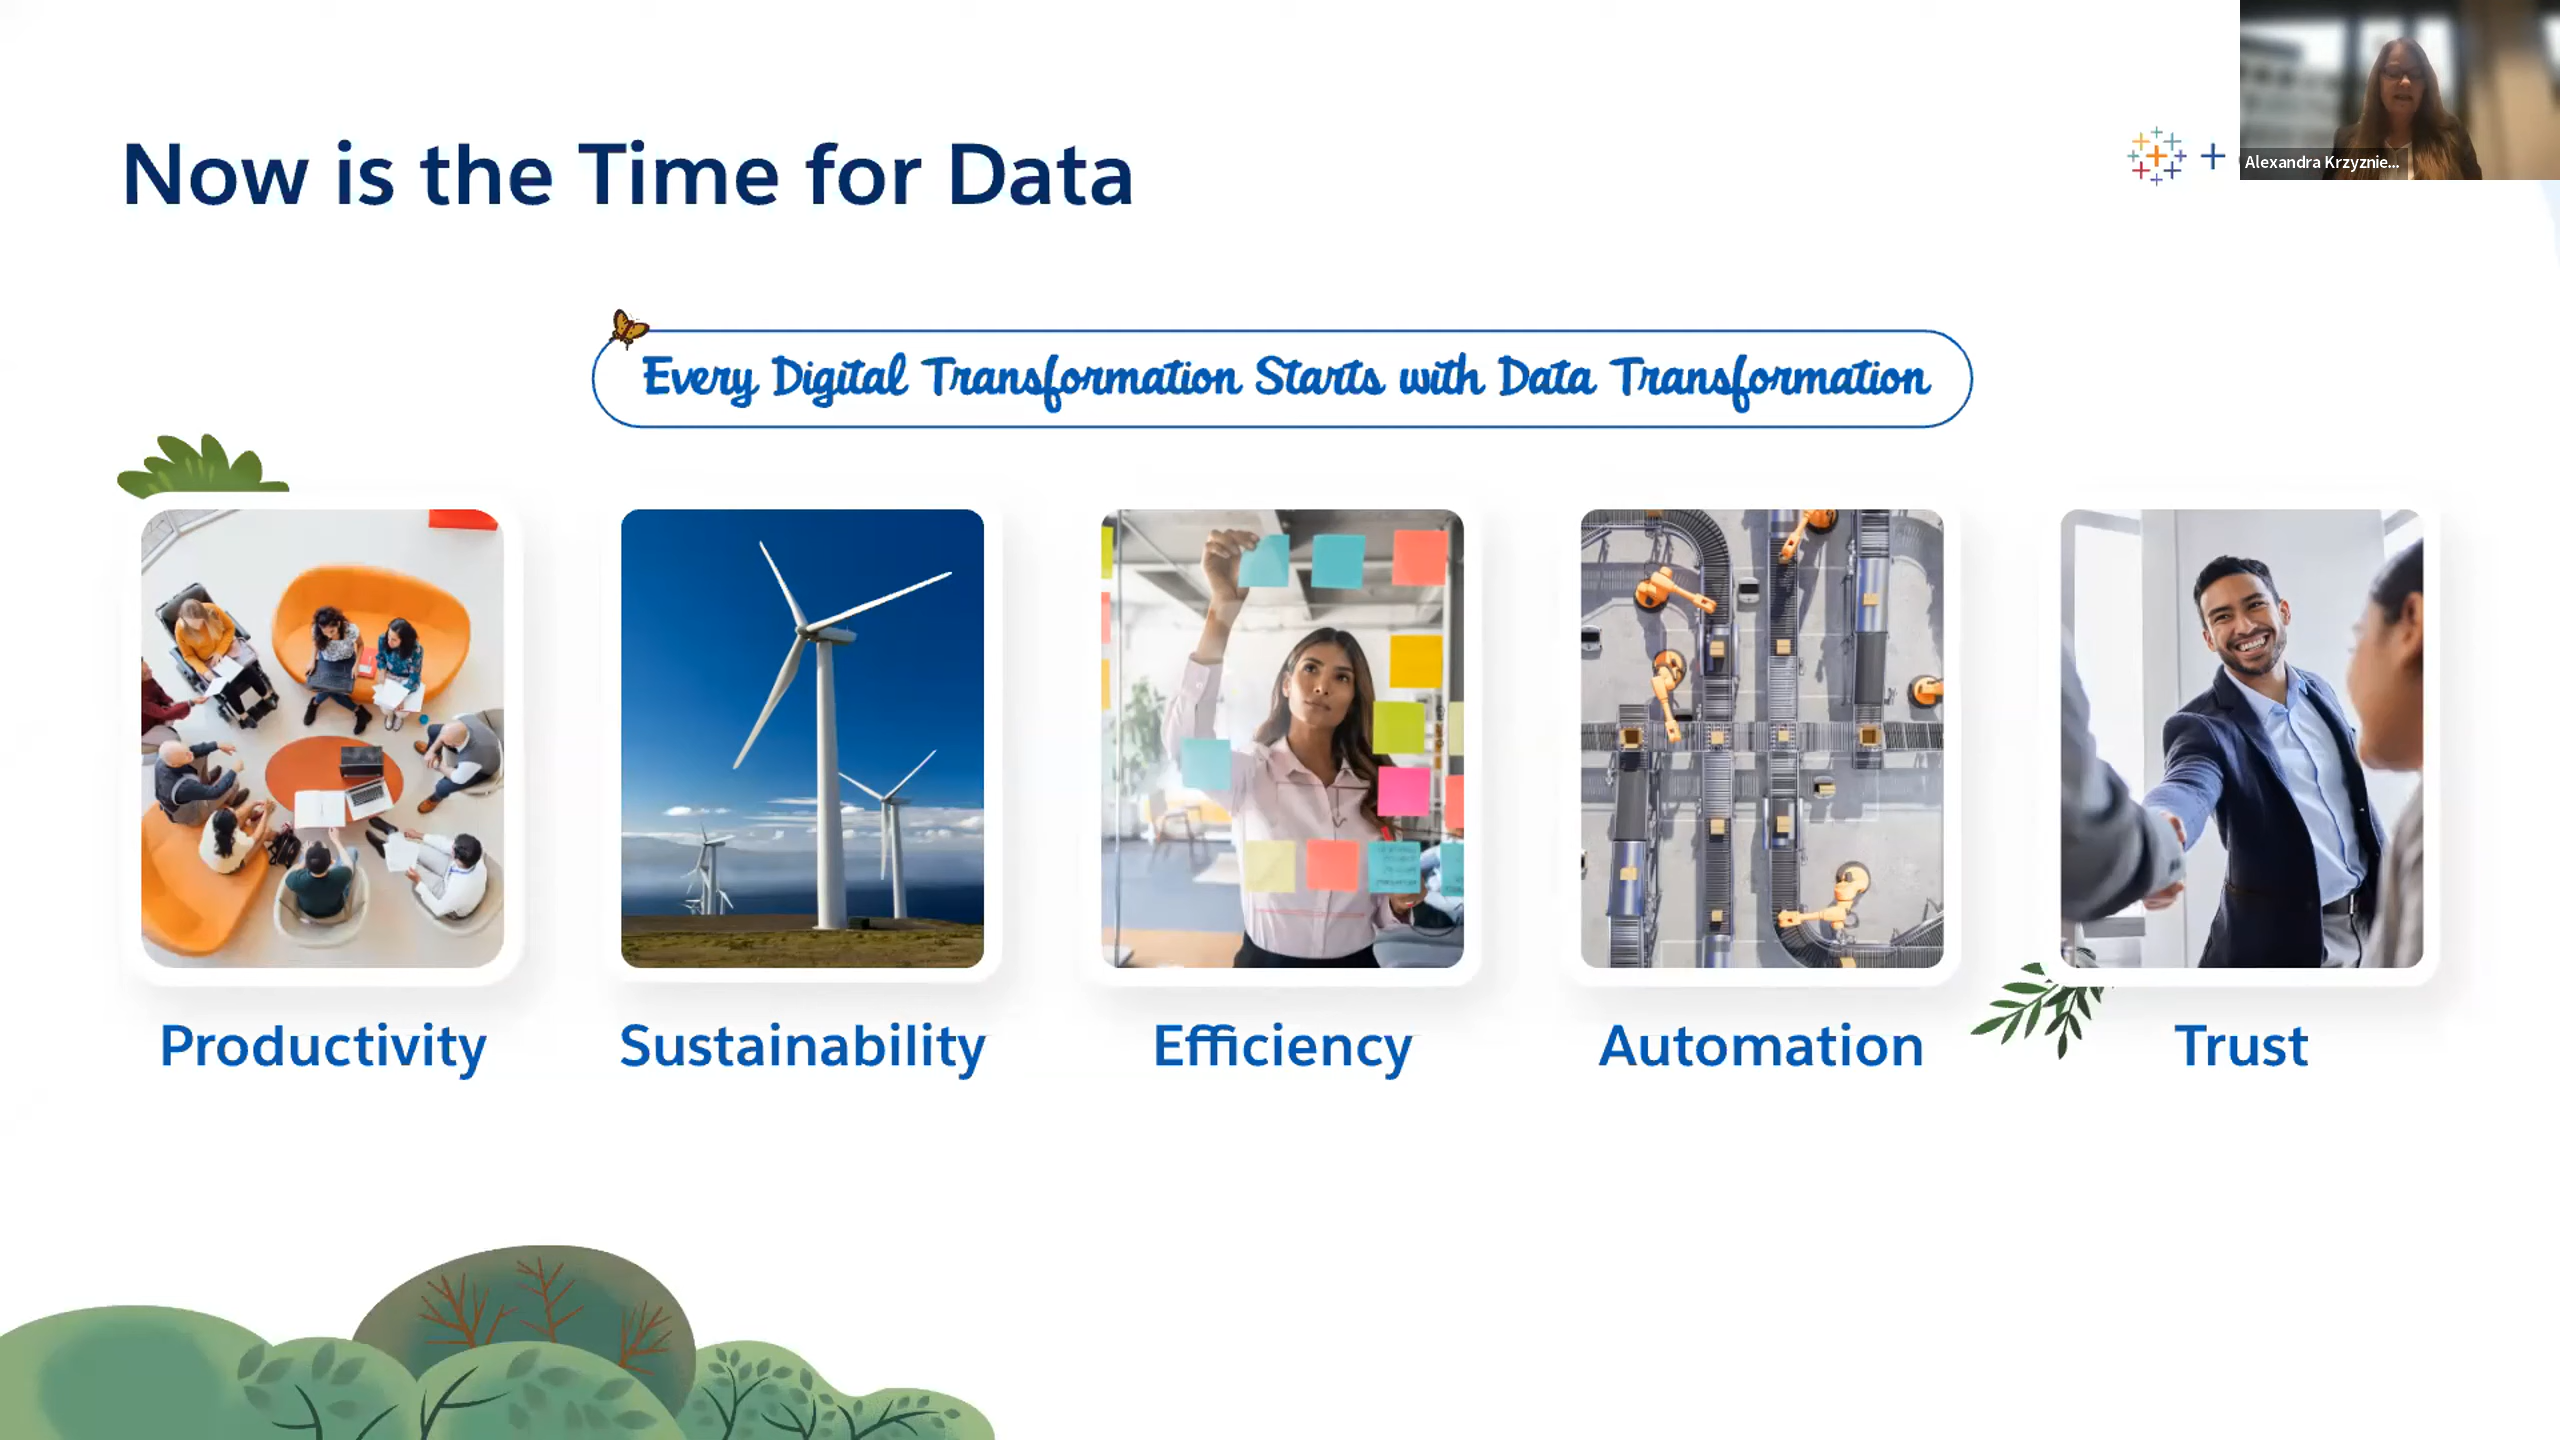 Now is the Time for Data
Alexandra Krzyznie...
Every Digital Transformation Starts with Data Transformation
Productivity
Sustainability
Efficiency
Automation
Trust